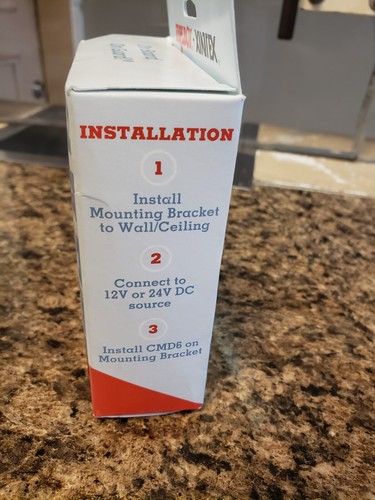 INSTALLATION
1
Install
Mounting Bracket
to Wall/Ceiling
2
Connect to
12V or 24V DC
source
3
Install CMD6 on
Mounting Bracket